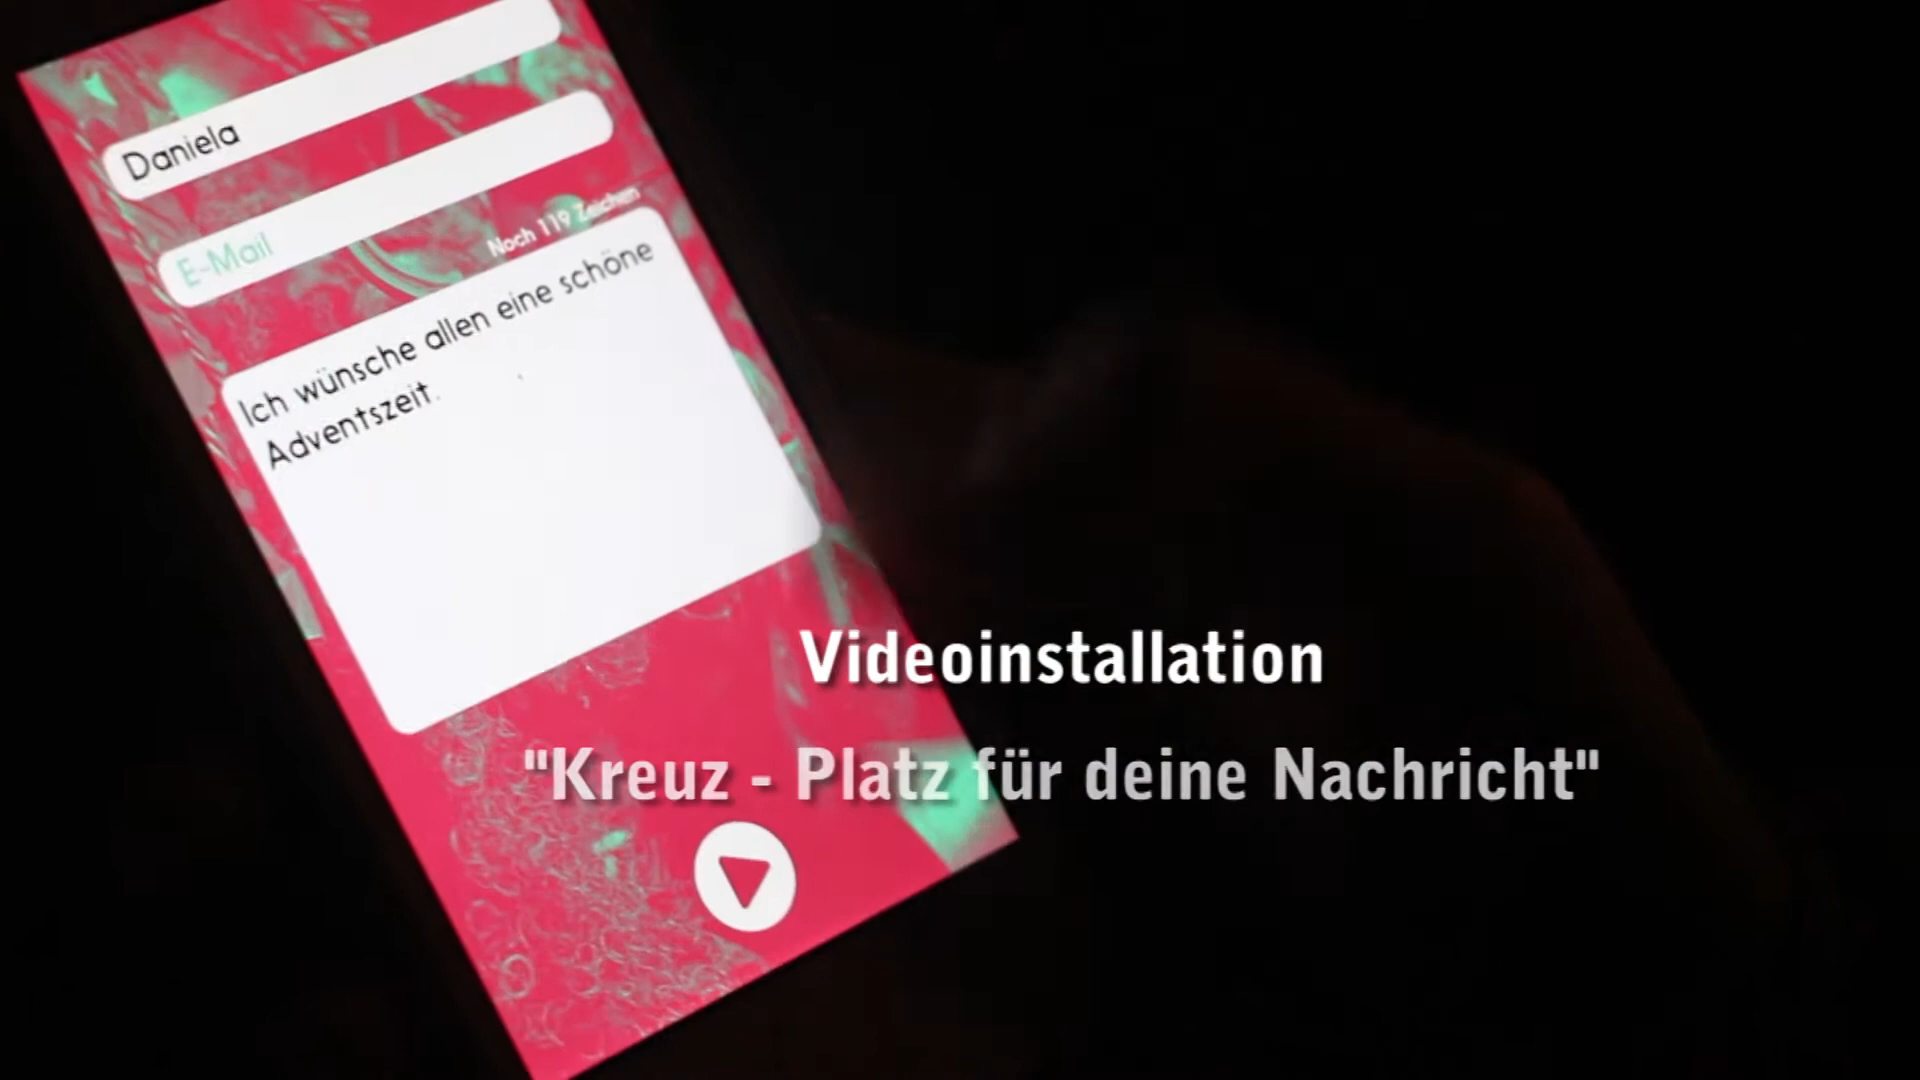 Daniela
E-Mail
Noch 119 Zeichen
Ich wünsche allen eine schöne
Adventszeit.
Videoinstallation
"Kreuz - Platz für deine Nachricht"